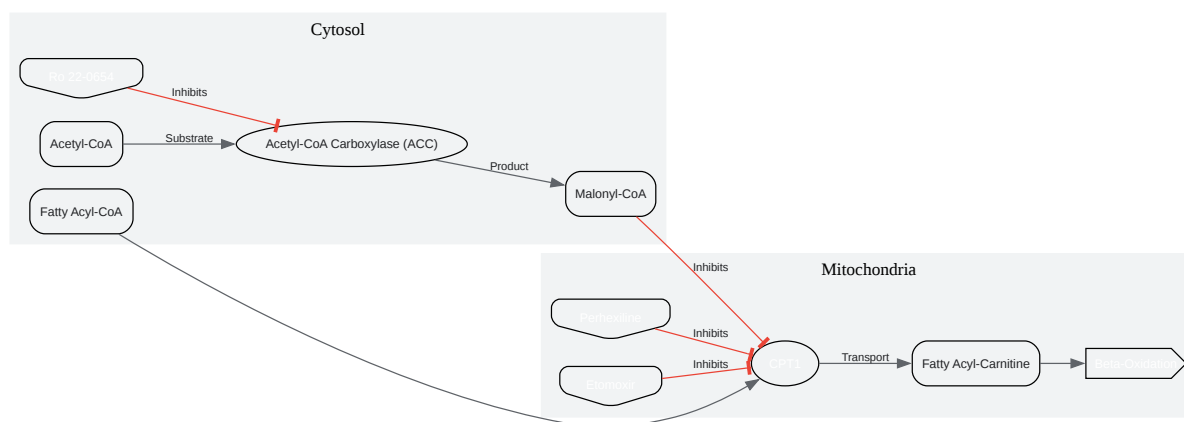 Cytosol
Ro 22-0654
Inhibits
Acetyl-CoA
Substrate
Acetyl-CoA Carboxylase (ACC)
Product
Malonyl-CoA
Fatty Acyl-CoA
Inhibits
Mitochondria
Perhexiline
Inhibits
Etomoxir
Inhibits
CPT1
Transport
Fatty Acyl-Carnitine
Beta-Oxidation